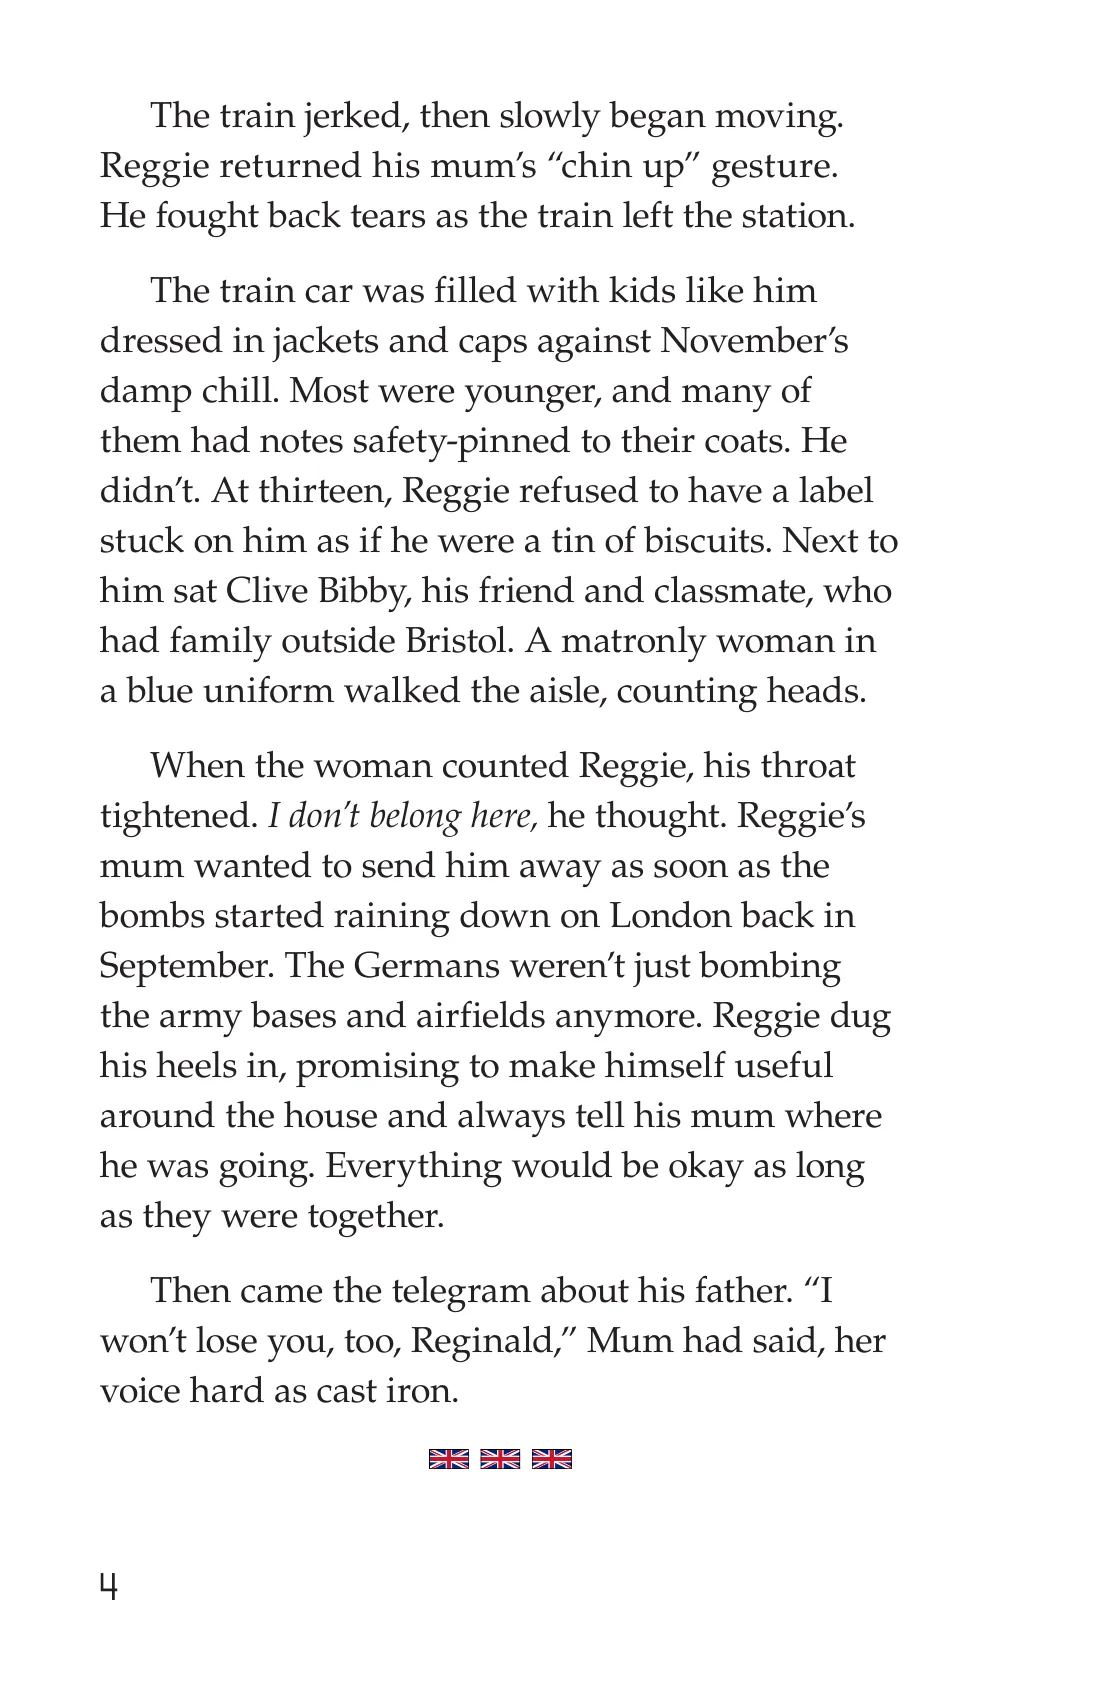 The train jerked, then slowly began moving.
Reggie returned his mum’s “chin up” gesture.
He fought back tears as the train left the station.
The train car was filled with kids like him
dressed in jackets and caps against November’s
damp chill. Most were younger, and many of
them had notes safety-pinned to their coats. He
didn’t. At thirteen, Reggie refused to have a label
stuck on him as if he were a tin of biscuits. Next to
him sat Clive Bibby, his friend and classmate, who
had family outside Bristol. A matronly woman in
a blue uniform walked the aisle, counting heads.
When the woman counted Reggie, his throat
tightened. I don’t belong here, he thought. Reggie’s
mum wanted to send him away as soon as the
bombs started raining down on London back in
September. The Germans weren’t just bombing
the army bases and airfields anymore. Reggie dug
his heels in, promising to make himself useful
around the house and always tell his mum where
he was going. Everything would be okay as long
as they were together.
Then came the telegram about his father. “I
won’t lose you, too, Reginald,” Mum had said, her
voice hard as cast iron.
4